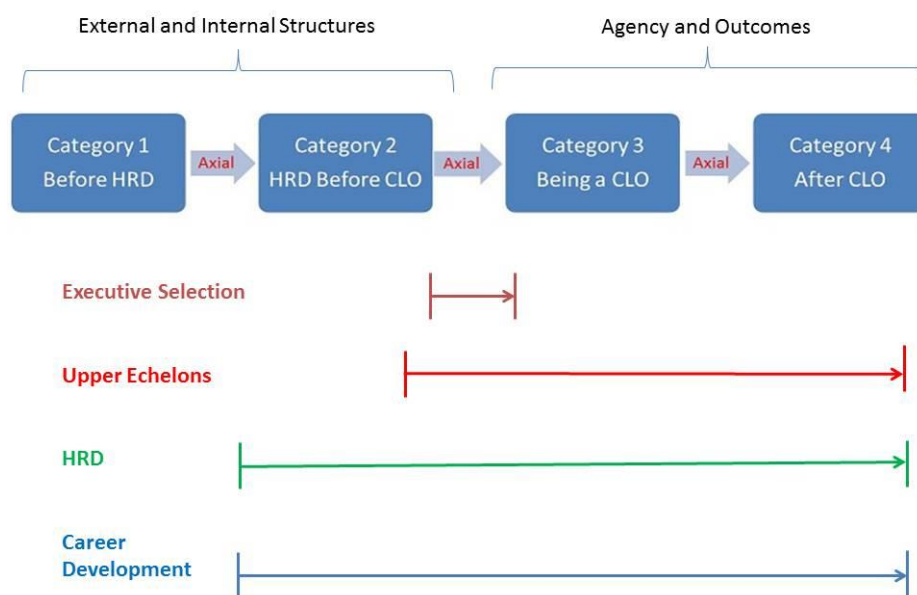 External and Internal Structures
Agency and Outcomes
Category 1
Before HRD
Axial
Category 2
HRD Before CLO
Axial
Category 3
Being a CLO
Axial
Category 4
After CLO
Executive Selection
Upper Echelons
HRD
Career
Development